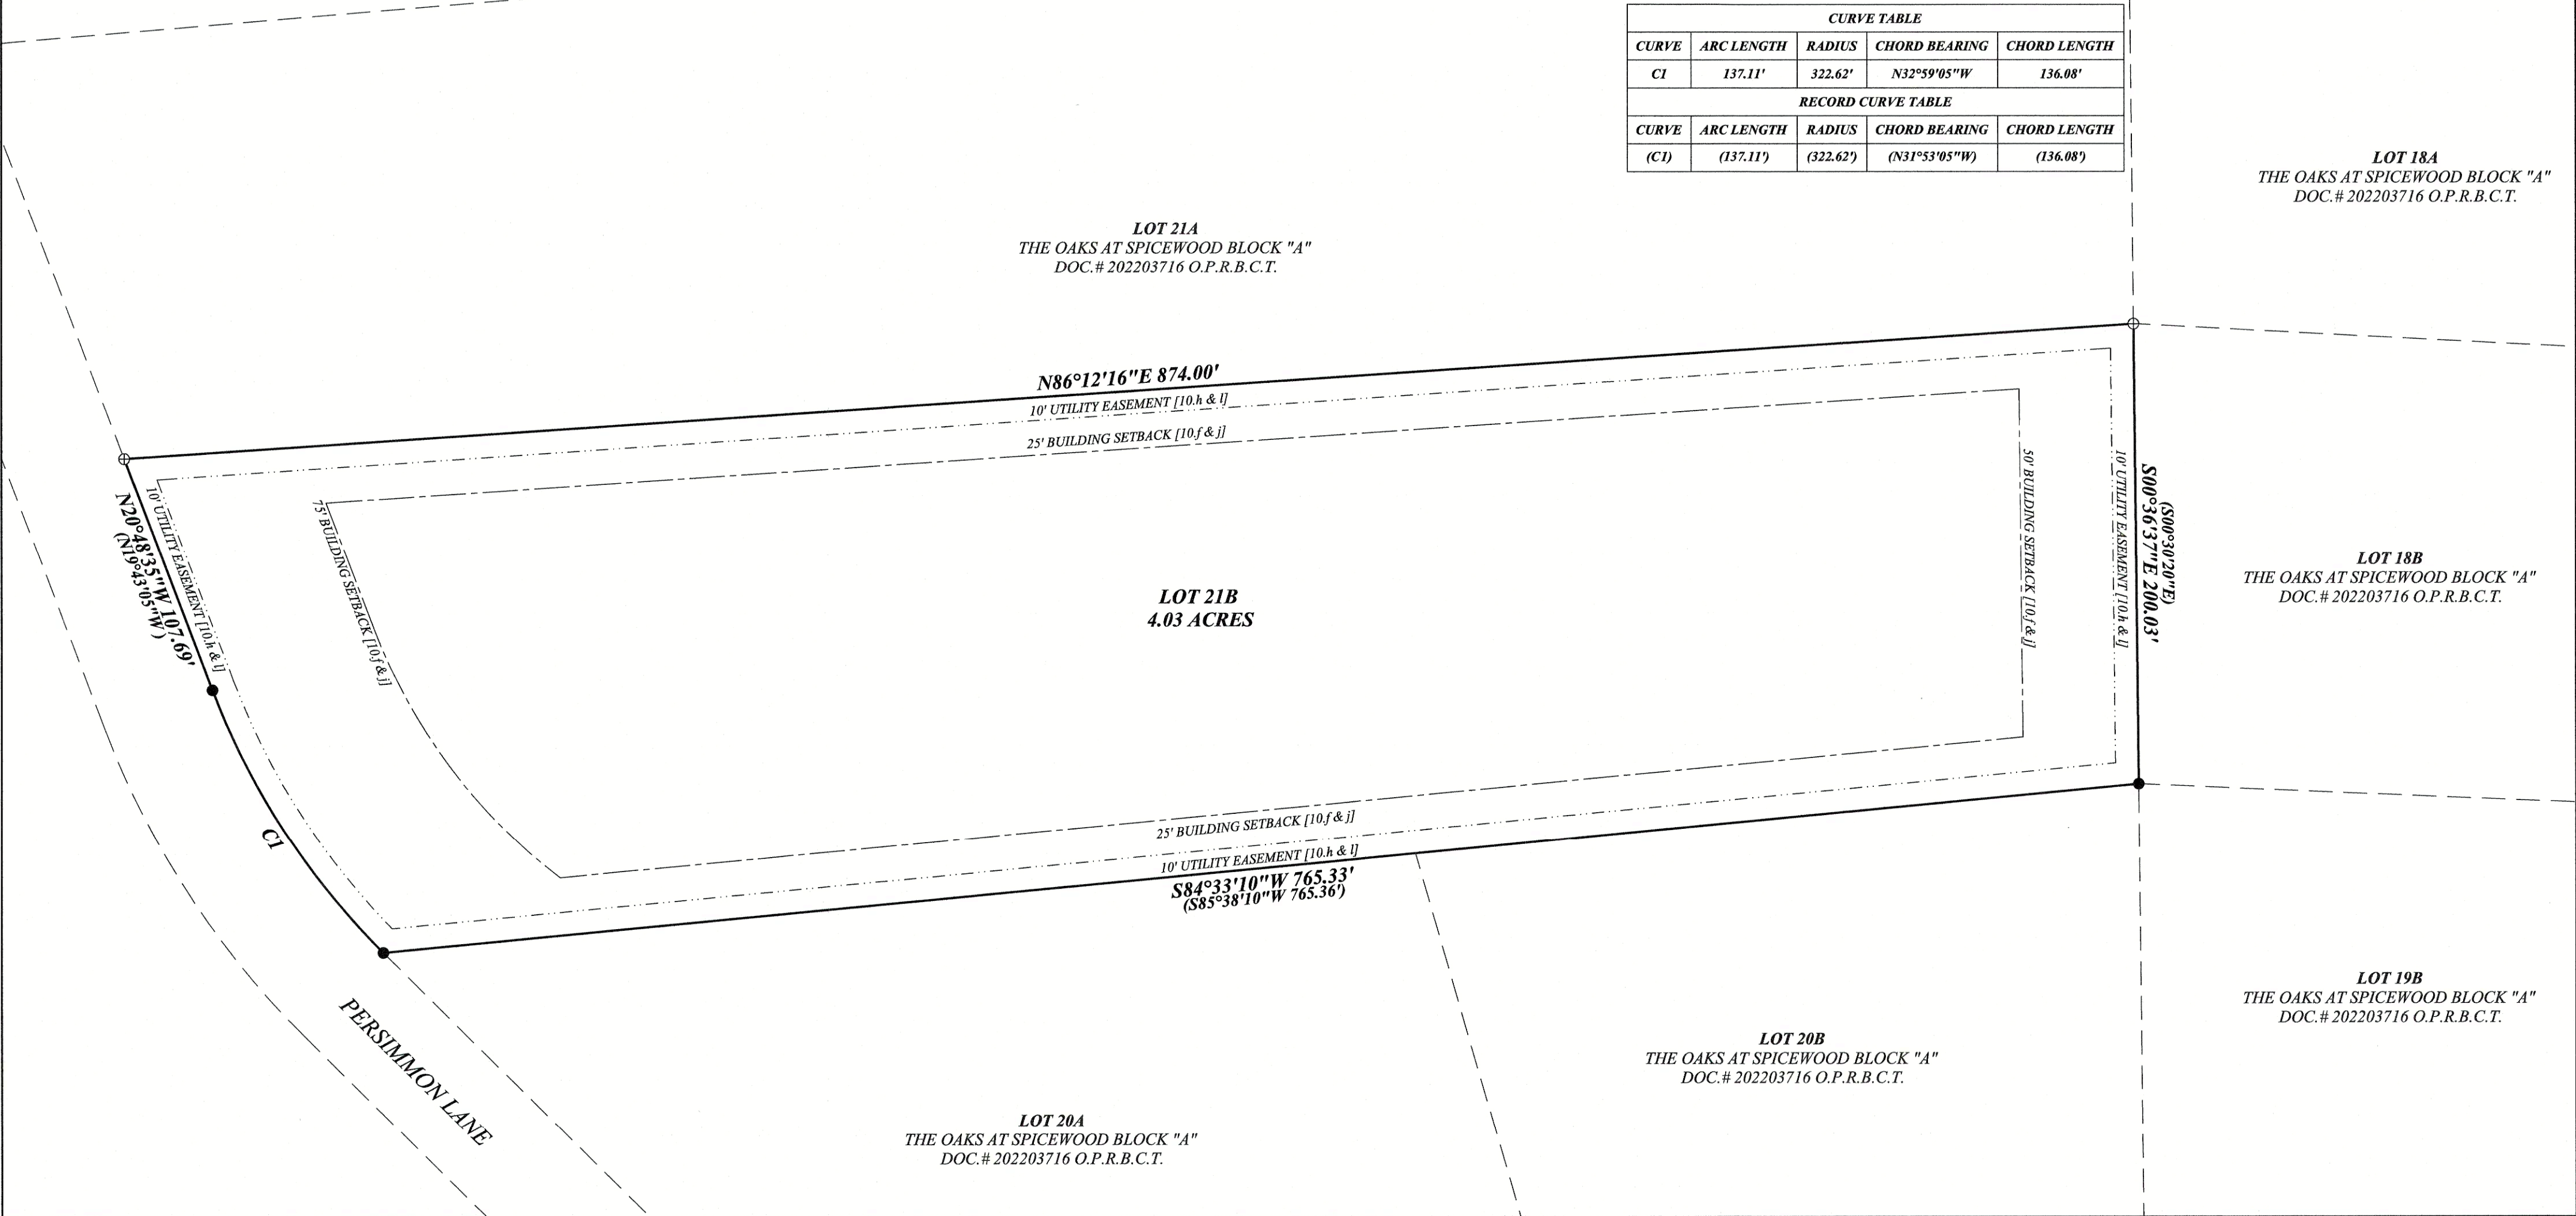 CURVE TABLE
CURVE ARC LENGTH RADIUS CHORD BEARING CHORD LENGTH
C1 137.11' 322.62' N32°59'05"W 136.08'
RECORD CURVE TABLE
CURVE ARC LENGTH RADIUS CHORD BEARING CHORD LENGTH
(C1) (137.11') (322.62') (N31°53'05"W) (136.08')
LOT 18A
THE OAKS AT SPICEWOOD BLOCK "A"
DOC.# 202203716 O.P.R.B.C.T.
LOT 21A
THE OAKS AT SPICEWOOD BLOCK "A"
DOC.# 202203716 O.P.R.B.C.T.
N86°12'16"E 874.00'
10' UTILITY EASEMENT [10.h & l]
25' BUILDING SETBACK [10.f & j]
N20°48'35"W 107.69'
(N19°43'05"W)
10' UTILITY EASEMENT [10.h & l]
75' BUILDING SETBACK [10.f & j]
LOT 21B
4.03 ACRES
50' BUILDING SETBACK [10.f & j]
10' UTILITY EASEMENT [10.h & l]
S00°36'37"E 200.03'
(S00°30'20"E)
LOT 18B
THE OAKS AT SPICEWOOD BLOCK "A"
DOC.# 202203716 O.P.R.B.C.T.
C1
25' BUILDING SETBACK [10.f & j]
10' UTILITY EASEMENT [10.h & l]
S84°33'10"W 765.33'
(S85°38'10"W 765.36')
PERSIMMON LANE
LOT 19B
THE OAKS AT SPICEWOOD BLOCK "A"
DOC.# 202203716 O.P.R.B.C.T.
LOT 20B
THE OAKS AT SPICEWOOD BLOCK "A"
DOC.# 202203716 O.P.R.B.C.T.
LOT 20A
THE OAKS AT SPICEWOOD BLOCK "A"
DOC.# 202203716 O.P.R.B.C.T.